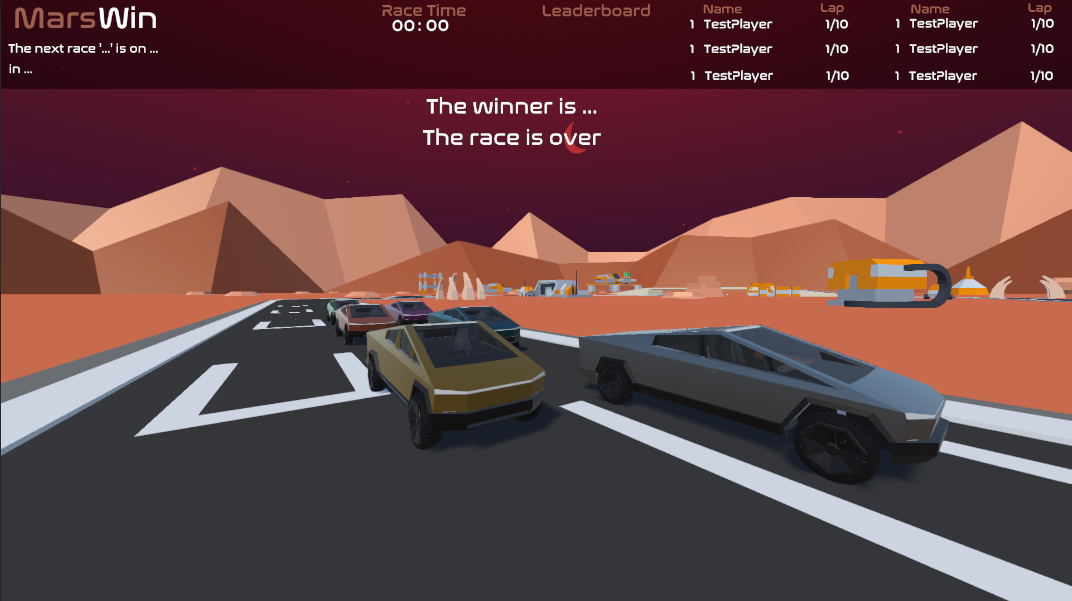 MarsWin
The next race '...' is on ...
in ...
Race Time
00:00
Leaderboard
Name Lap Name Lap
1 TestPlayer 1/10 1 TestPlayer 1/10
1 TestPlayer 1/10 1 TestPlayer 1/10
1 TestPlayer 1/10 1 TestPlayer 1/10
The winner is ...
The race is over